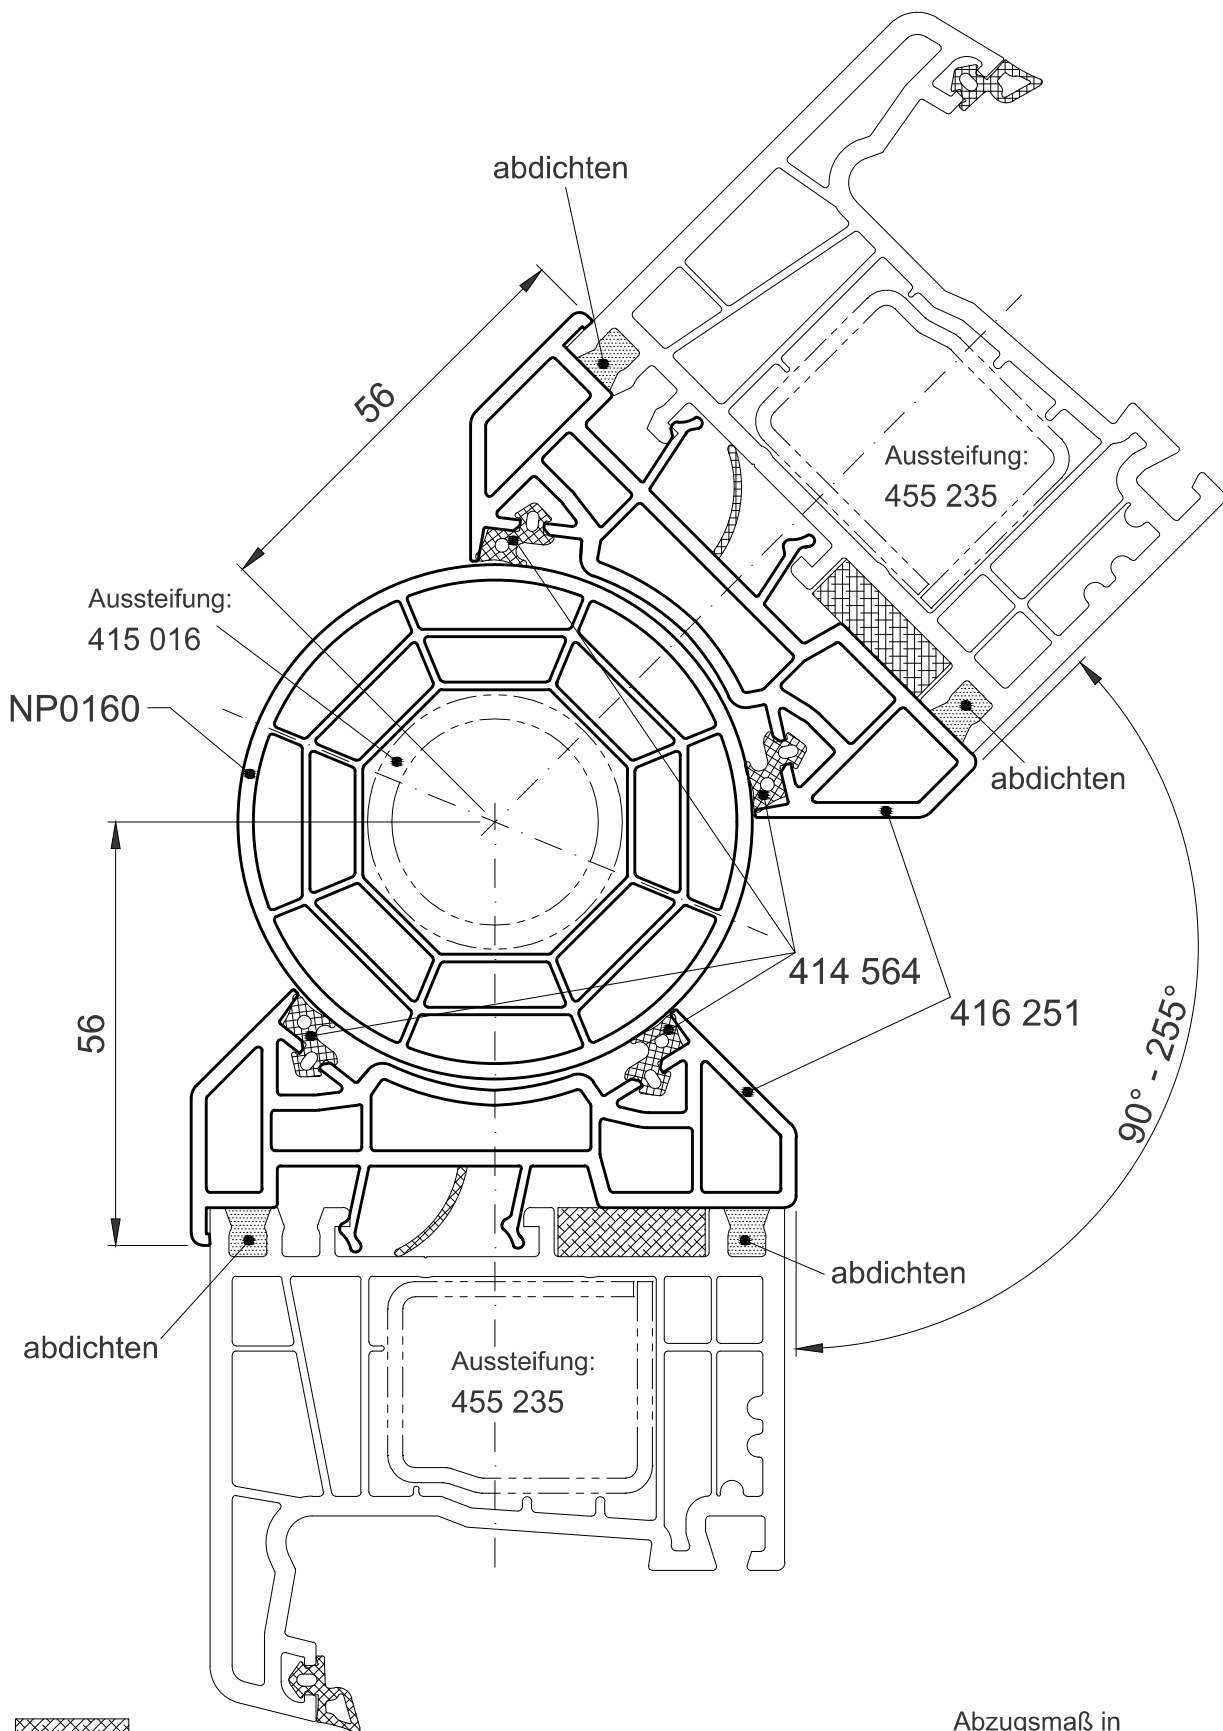 abdichten
56
Aussteifung:
455 235
Aussteifung:
415 016
NP0160
abdichten
414 564
416 251
56
90° - 255°
abdichten
abdichten
Aussteifung:
455 235
Abzugsmaß in